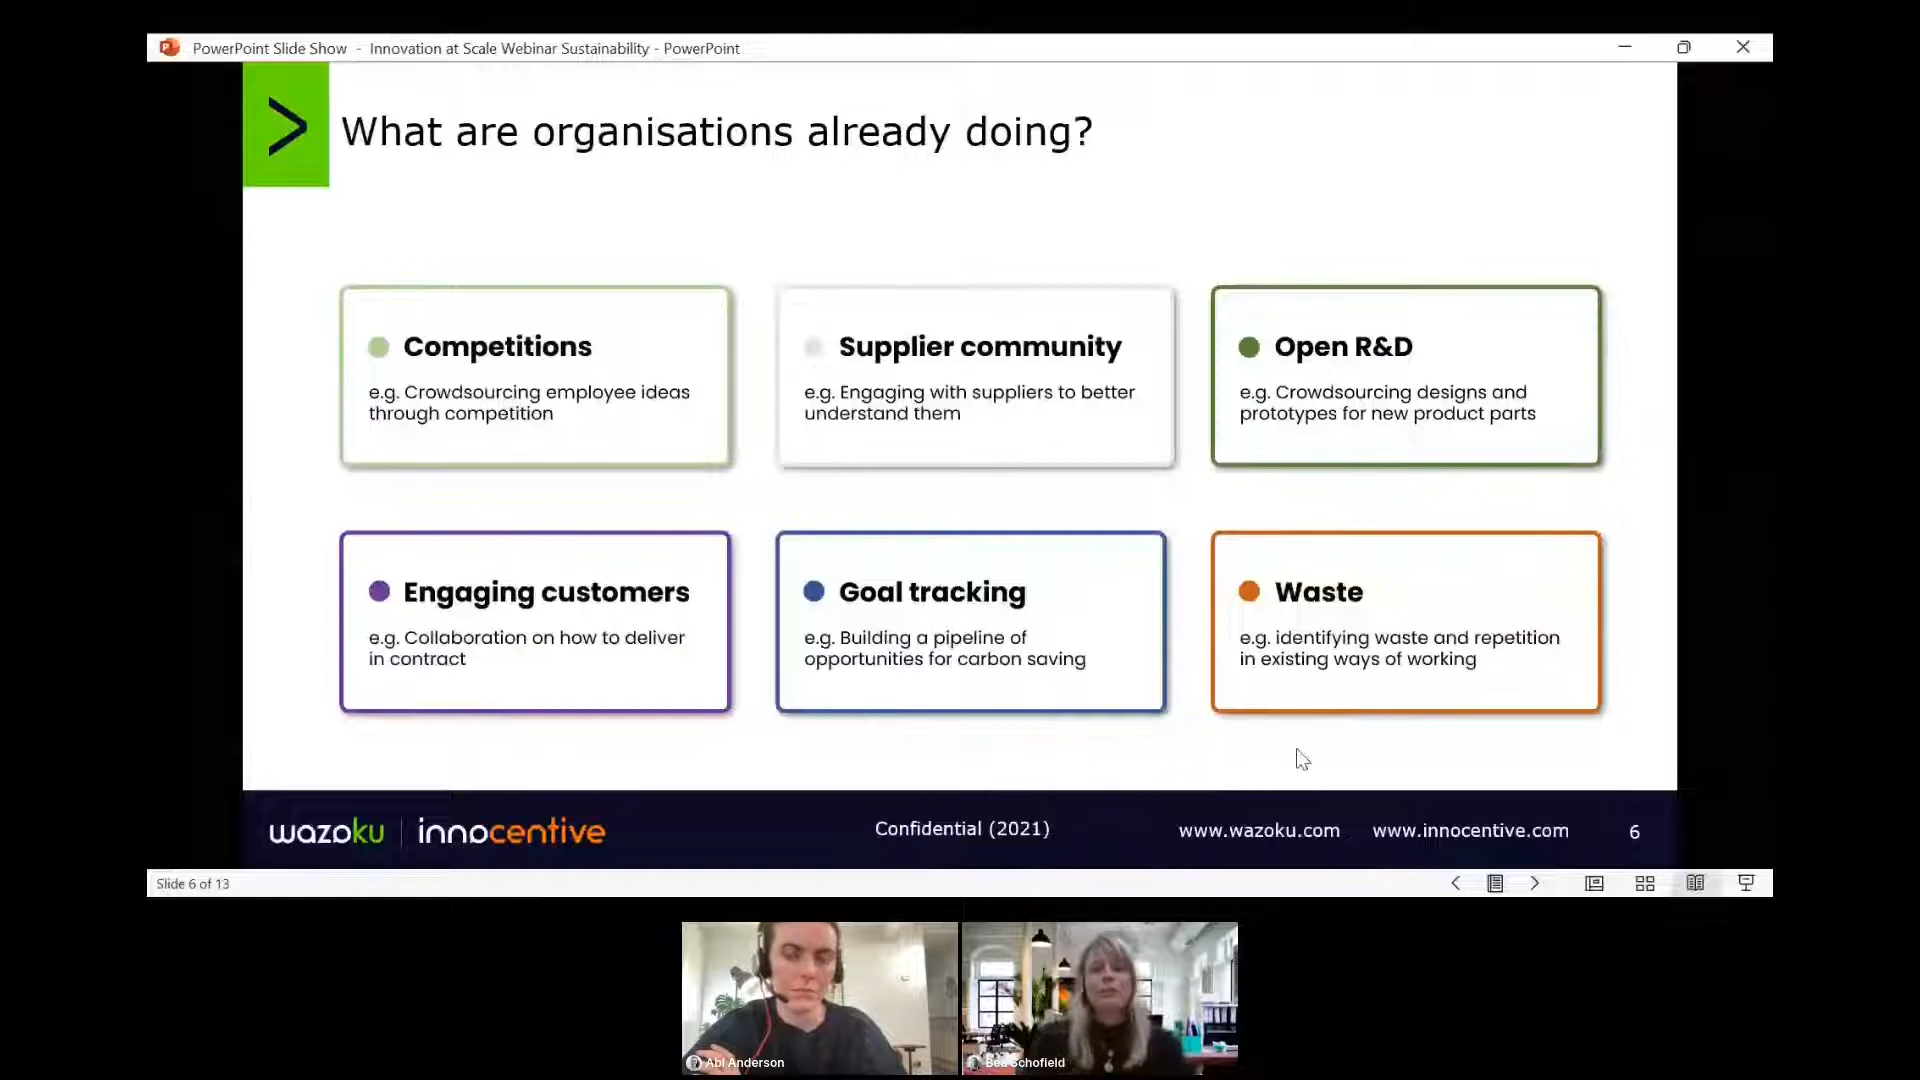 PowerPoint Slide Show - Innovation at Scale Webinar Sustainability - PowerPoint
What are organisations already doing?
Competitions
e.g. Crowdsourcing employee ideas
through competition
Supplier community
e.g. Engaging with suppliers to better
understand them
Open R&D
e.g. Crowdsourcing designs and
prototypes for new product parts
Engaging customers
e.g. Collaboration on how to deliver
in contract
Goal tracking
e.g. Building a pipeline of
opportunities for carbon saving
Waste
e.g. identifying waste and repetition
in existing ways of working
wazoku innocentive
Confidential (2021)
www.wazoku.com www.innocentive.com 6
Slide 6 of 13
Abi Anderson
Bea Schofield